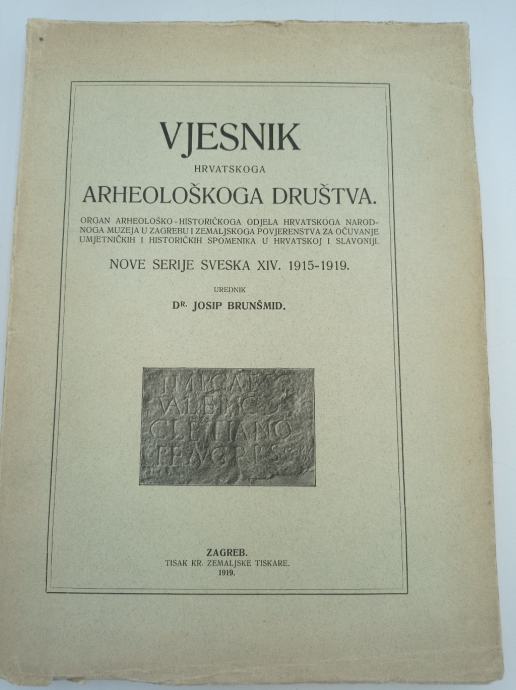 VJESNIK
HRVATSKOGA
ARHEOLOŠKOGA DRUŠTVA.
ORGAN ARHEOLOŠKO-HISTORIČKOGA ODJELA HRVATSKOGA NAROD-
NOGA MUZEJA U ZAGREBU I ZEMALJSKOGA POVJERENSTVA ZA OČUVANJE
UMJETNIČKIH I HISTORIČKIH SPOMENIKA U HRVATSKOJ I SLAVONIJI.
NOVE SERIJE SVESKA XIV. 1915-1919.
UREDNIK
DR. JOSIP BRUNŠMID.
ZAGREB.
TISAK KR. ZEMALJSKE TISKARE.
1919.